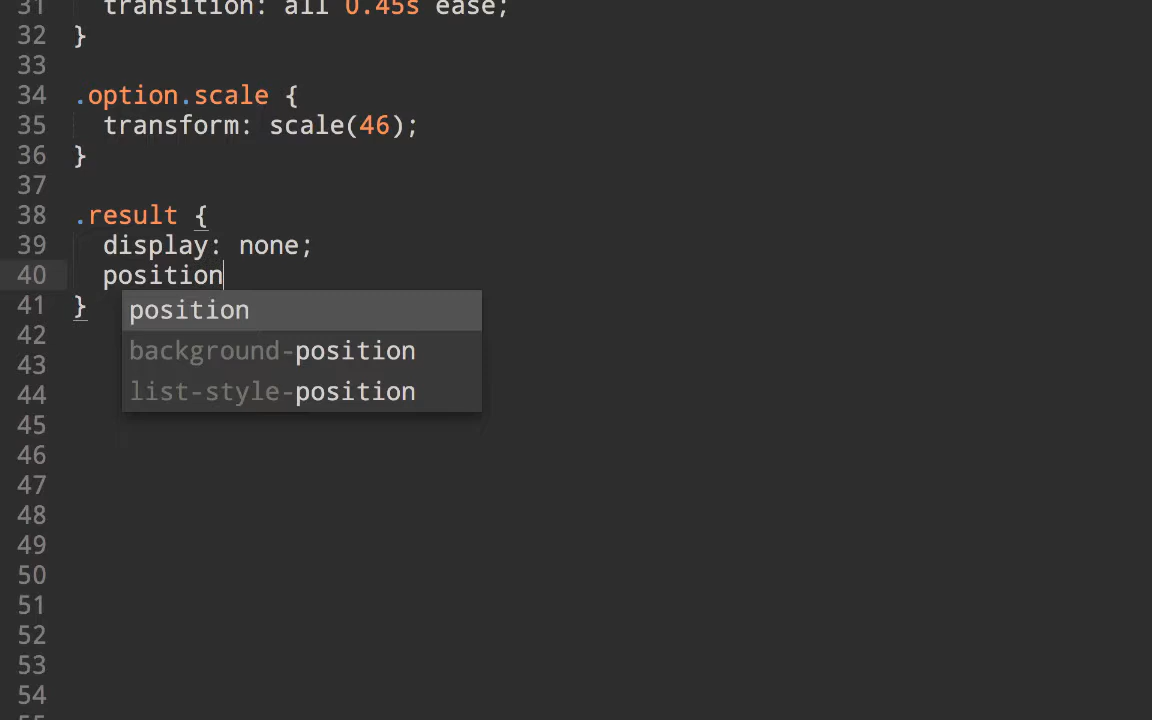 31 transition: all 0.45s ease;
32 }
33
34 .option.scale {
35 transform: scale(46);
36 }
37
38 .result {
39 display: none;
40 position
41 }
position
42
background-position
43
list-style-position
44
45
46
47
48
49
50
51
52
53
54
55